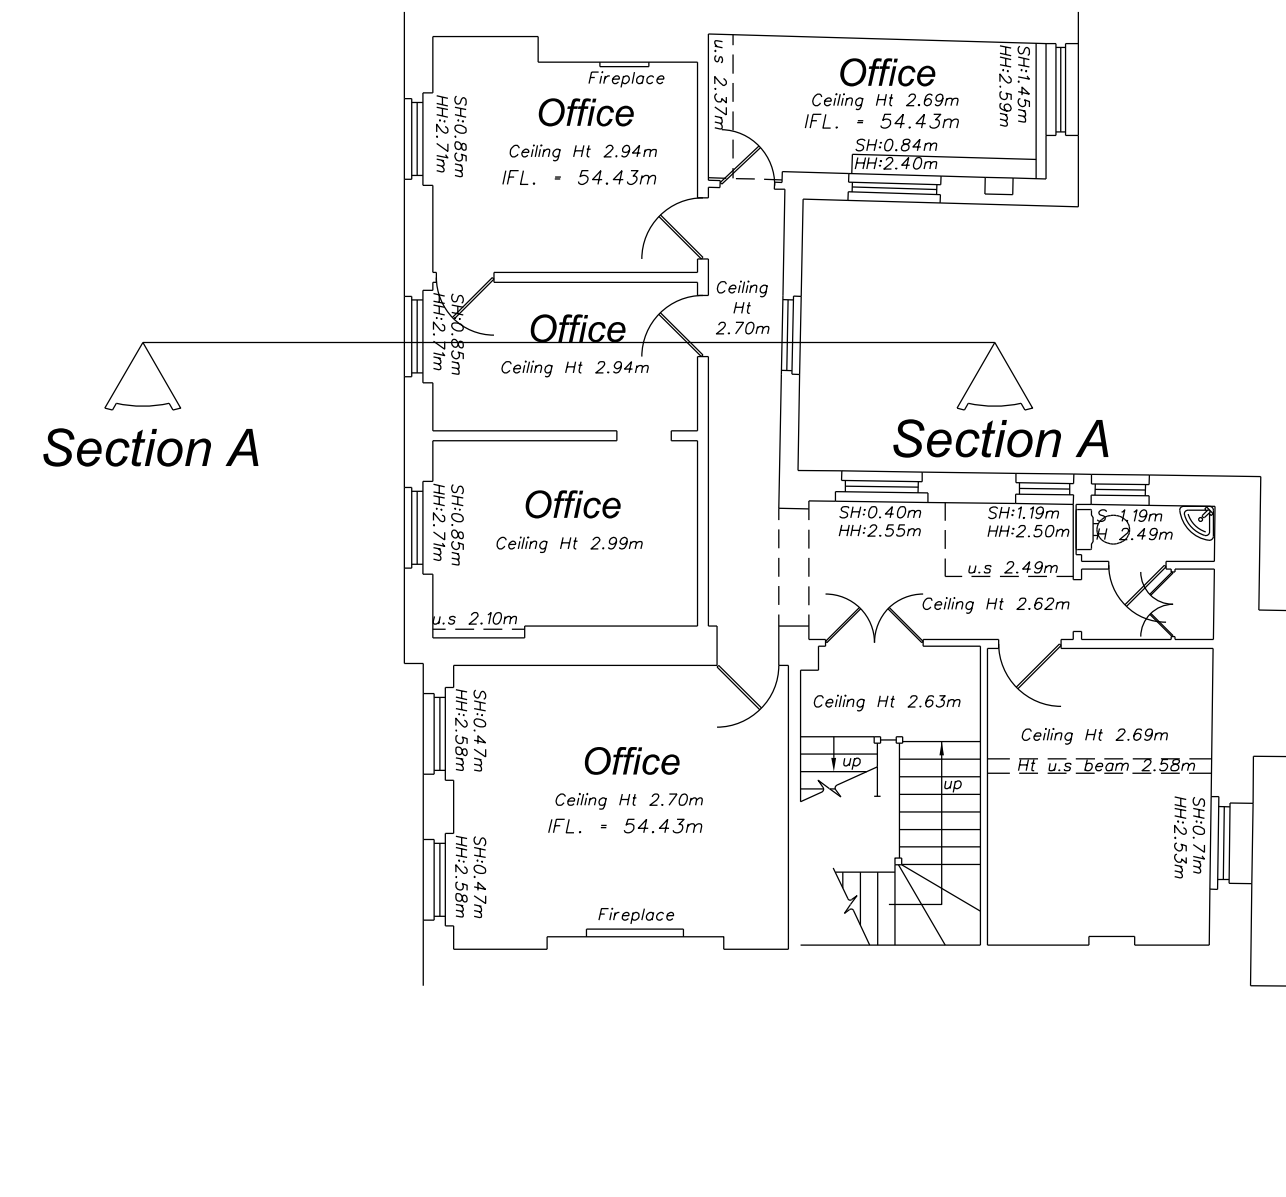 Fireplace
Office
Ceiling Ht 2.94m
IFL. = 54.43m
SH:0.85m
HH:2.71m
u.s 2.37m
Office
Ceiling Ht 2.69m
IFL. = 54.43m
SH:0.84m
HH:2.40m
SH:1.45m
HH:2.59m
Ceiling
Ht
2.70m
SH:0.85m
HH:2.71m
Office
Ceiling Ht 2.94m
Section A
Section A
SH:0.85m
HH:2.71m
Office
Ceiling Ht 2.99m
u.s 2.10m
SH:0.40m
HH:2.55m
SH:1.19m
HH:2.50m
S 1.19m
H 2.49m
u.s 2.49m
Ceiling Ht 2.62m
Ceiling Ht 2.63m
up
up
Ceiling Ht 2.69m
Ht u.s beam 2.58m
SH:0.71m
HH:2.53m
SH:0.47m
HH:2.58m
Office
Ceiling Ht 2.70m
IFL. = 54.43m
SH:0.47m
HH:2.58m
Fireplace